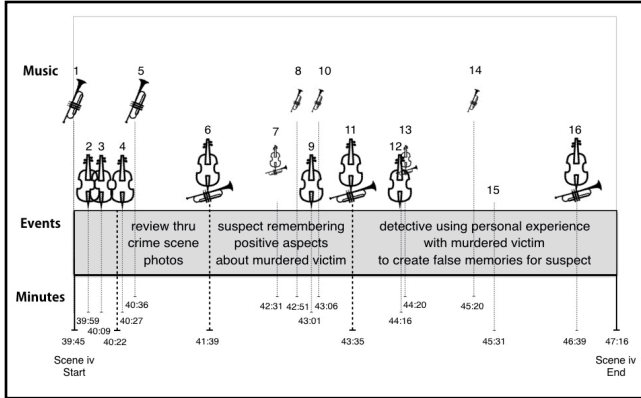 Music
1
5
8
10
14
2
3
4
6
7
9
11
12
13
15
16
Events
review thru
crime scene
photos
suspect remembering
positive aspects
about murdered victim
detective using personal experience
with murdered victim
to create false memories for suspect
Minutes
40:36
42:31
42:51
43:06
44:20
45:20
39:59
40:27
43:01
44:16
40:09
39:45
40:22
41:39
43:35
45:31
46:39
47:16
Scene iv
Start
Scene iv
End